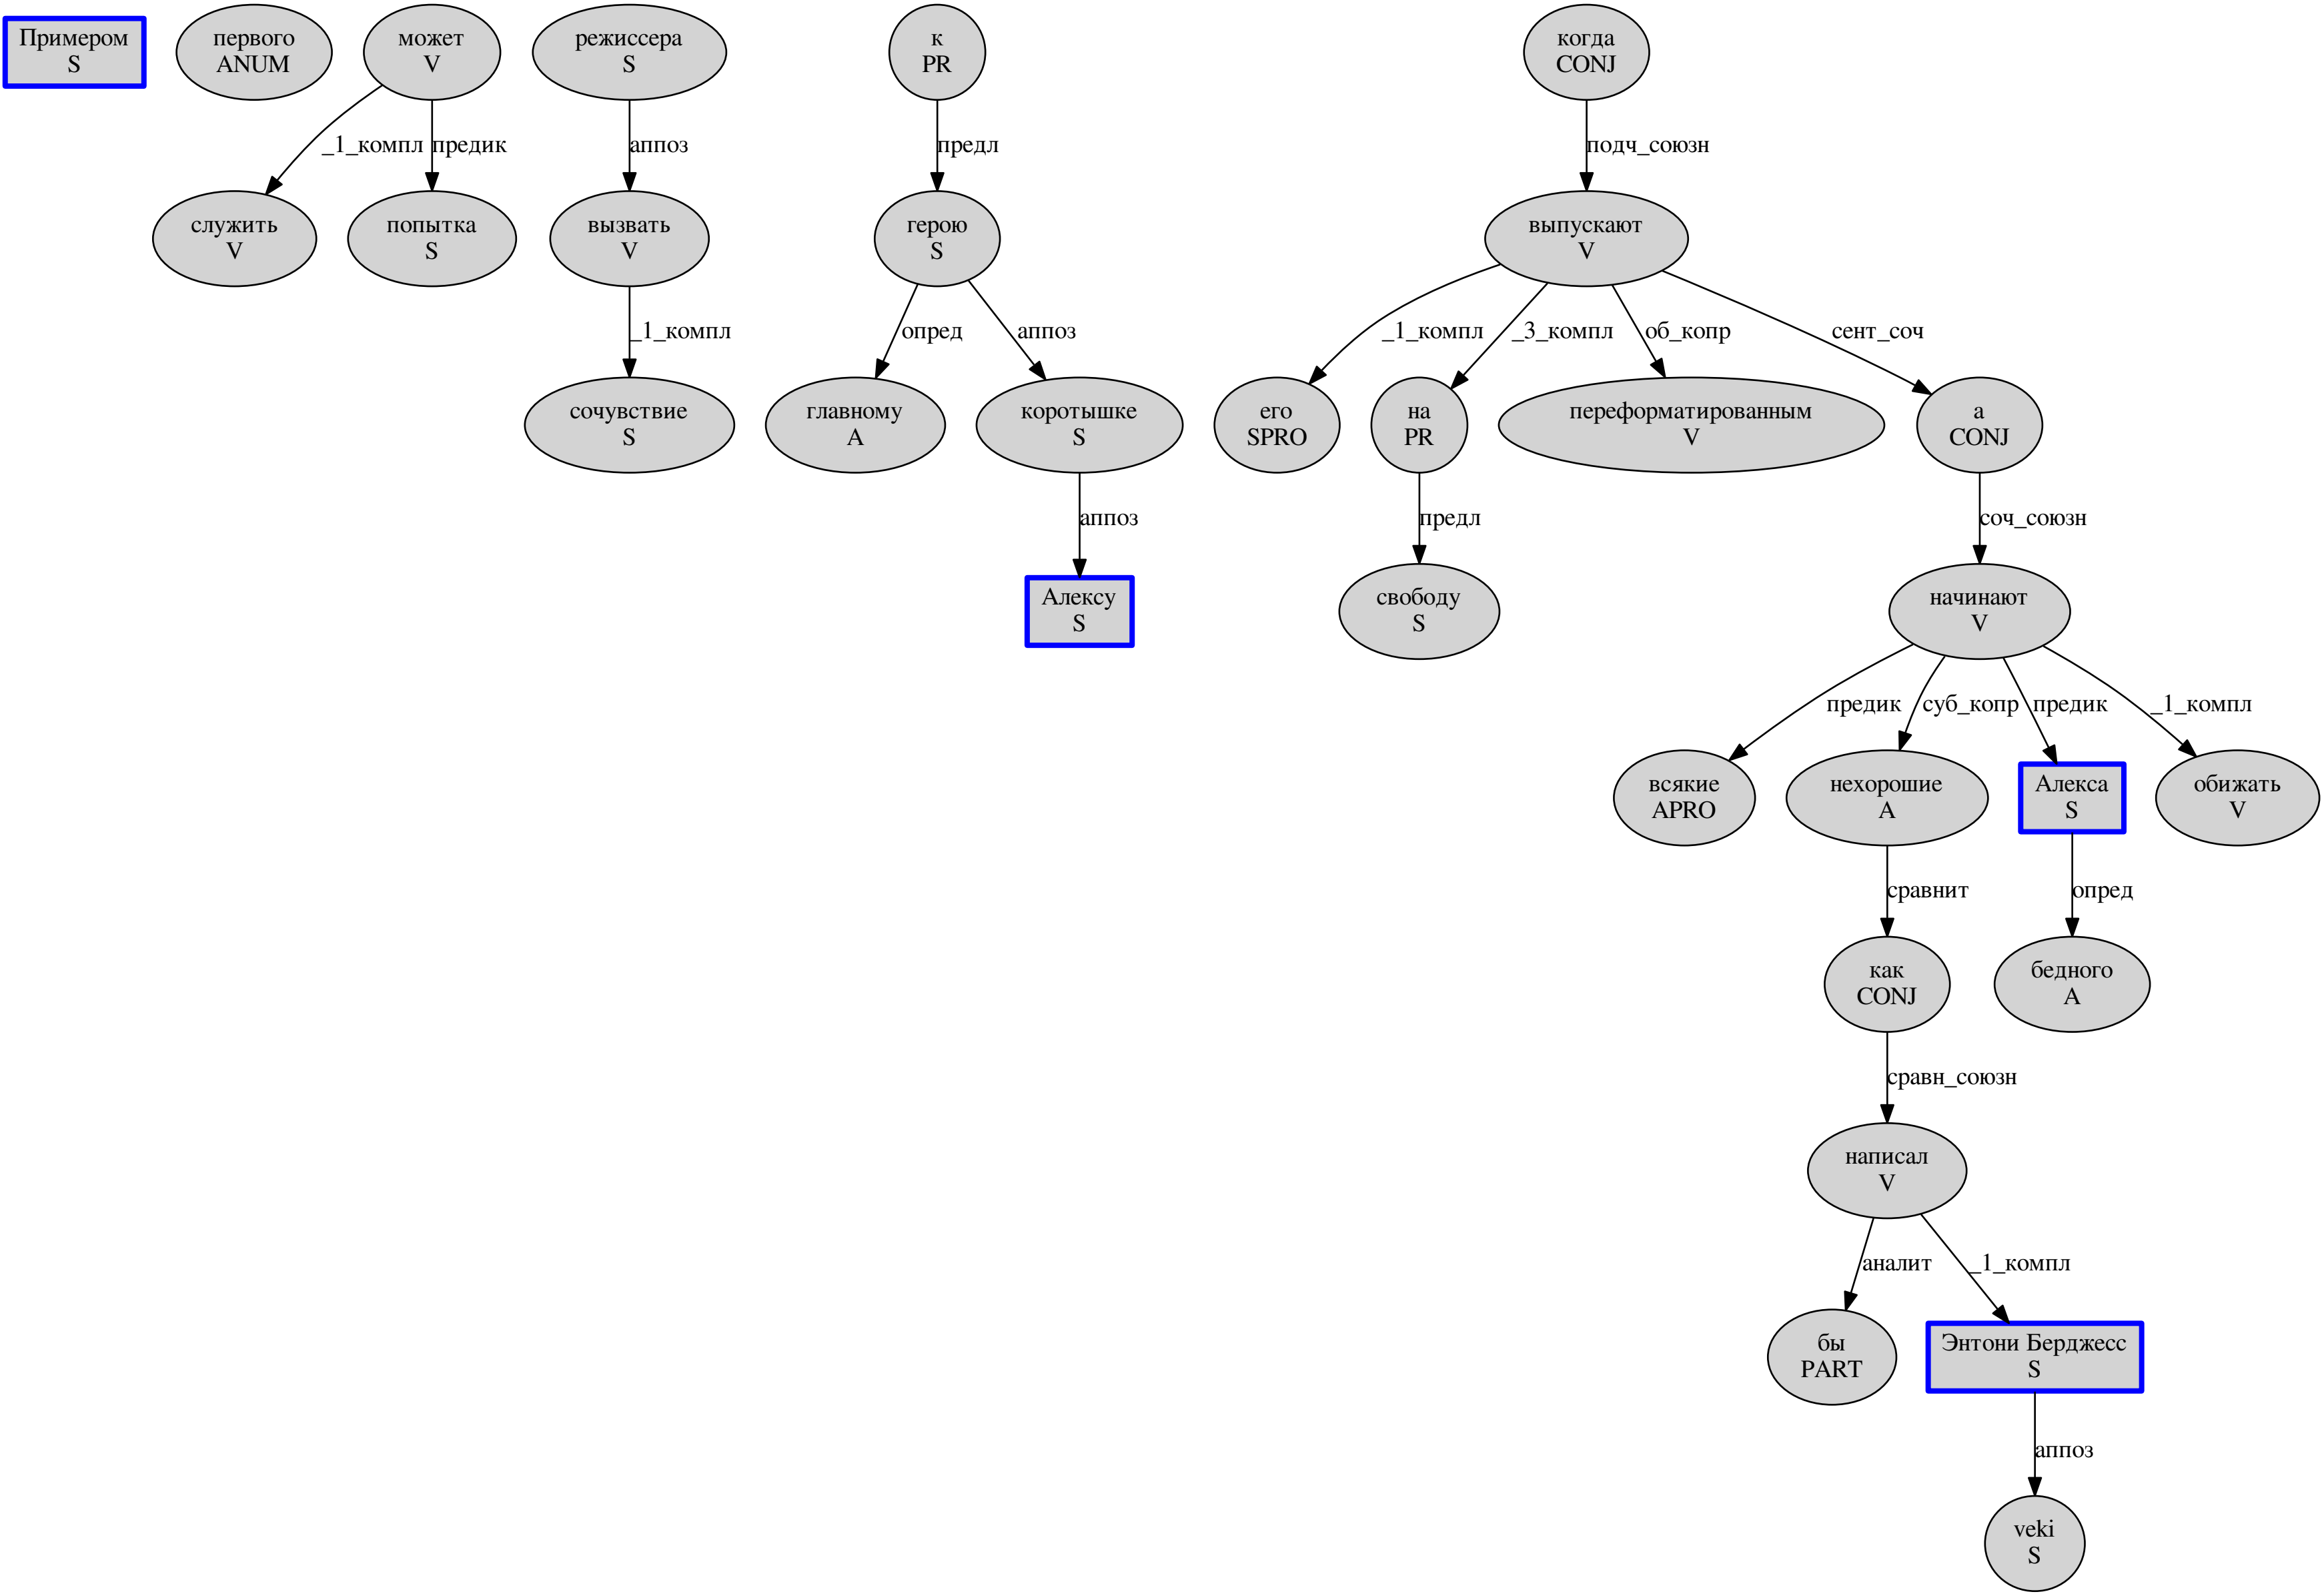 Примером
S
первого
ANUM
может
V
режиссера
S
к
PR
когда
CONJ
_1_компл
предик
аппоз
предл
подч_союзн
служить
V
попытка
S
вызвать
V
герою
S
выпускают
V
_1_компл
опред
аппоз
_1_компл
_3_компл
об_копр
сент_соч
сочувствие
S
главному
A
коротышке
S
его
SPRO
на
PR
переформатированным
V
а
CONJ
аппоз
предл
соч_союзн
Алексу
S
свободу
S
начинают
V
предик
суб_копр
предик
_1_компл
всякие
APRO
нехорошие
A
Алекса
S
обижать
V
сравнит
опред
как
CONJ
бедного
A
сравн_союзн
написал
V
аналит
_1_компл
бы
PART
Энтони Берджесс
S
аппоз
veki
S